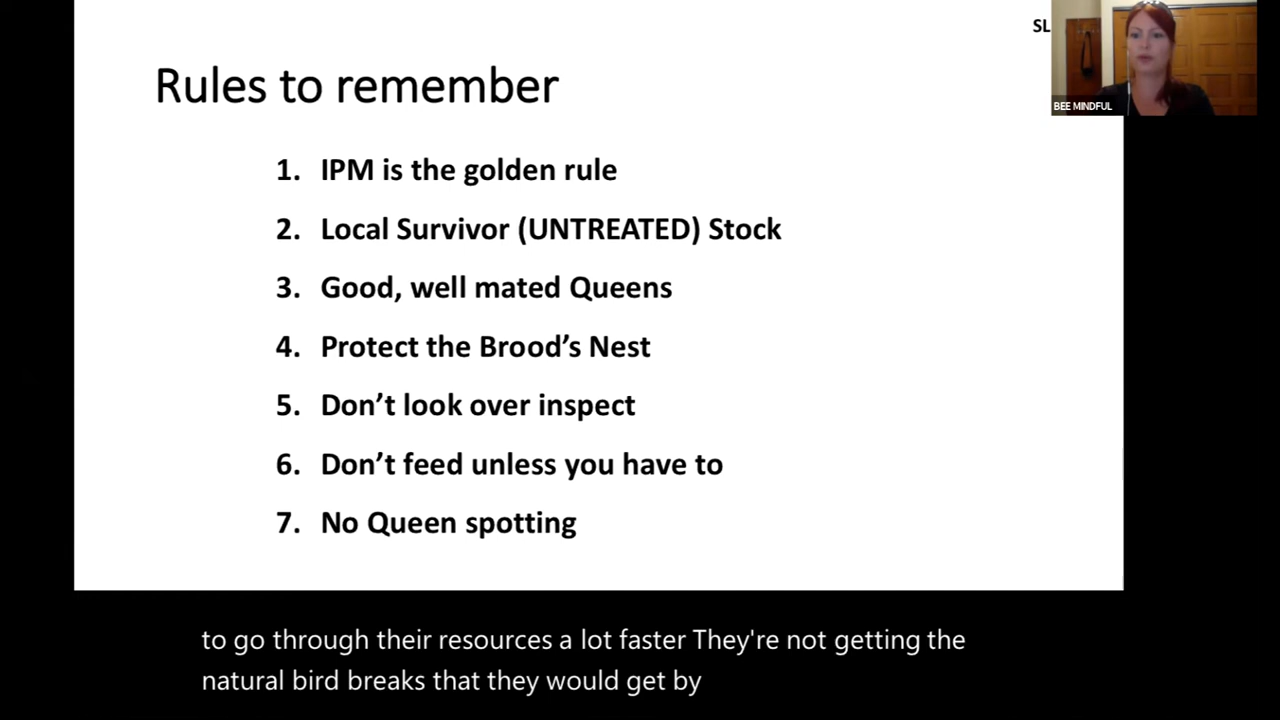 SL
BEE MINDFUL
Rules to remember
1. IPM is the golden rule
2. Local Survivor (UNTREATED) Stock
3. Good, well mated Queens
4. Protect the Brood’s Nest
5. Don’t look over inspect
6. Don’t feed unless you have to
7. No Queen spotting
to go through their resources a lot faster They're not getting the
natural bird breaks that they would get by